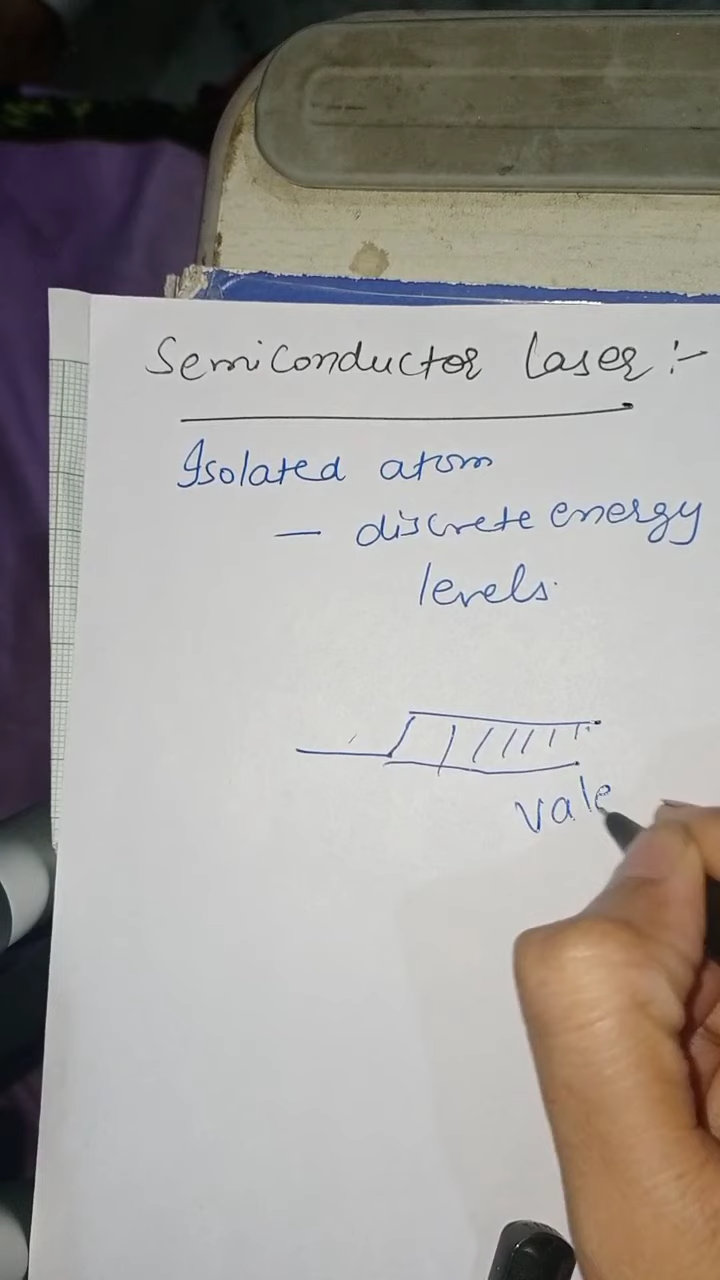 Semiconductor laser :-
Isolated atom
— discrete energy
levels.
vale